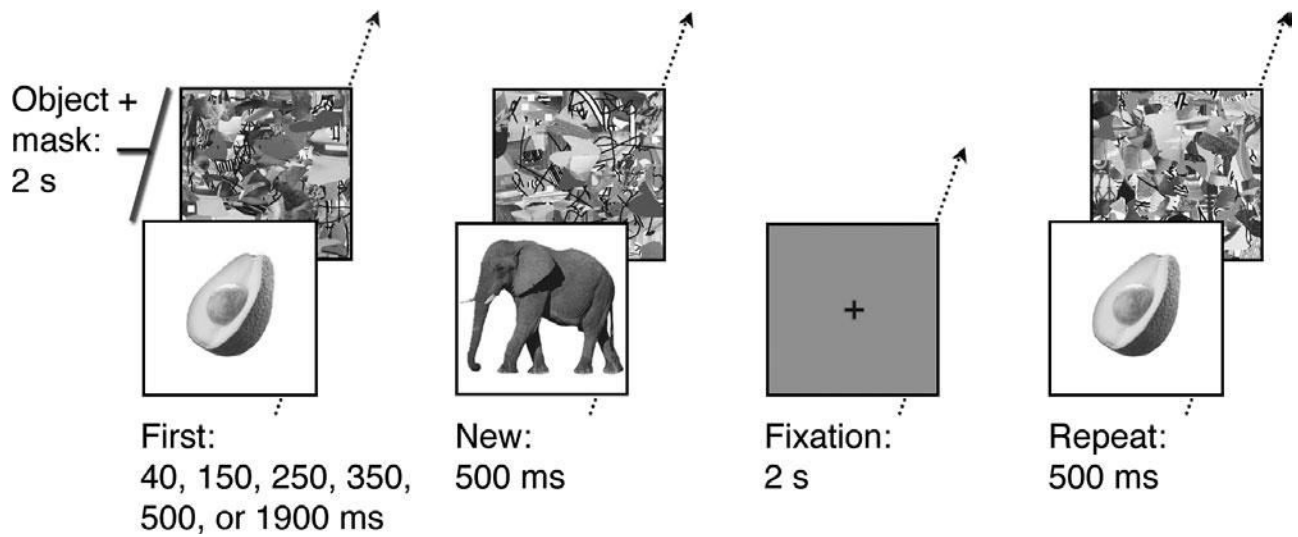 Object +
mask:
2 s
First:
40, 150, 250, 350,
500, or 1900 ms
New:
500 ms
Fixation:
2 s
Repeat:
500 ms